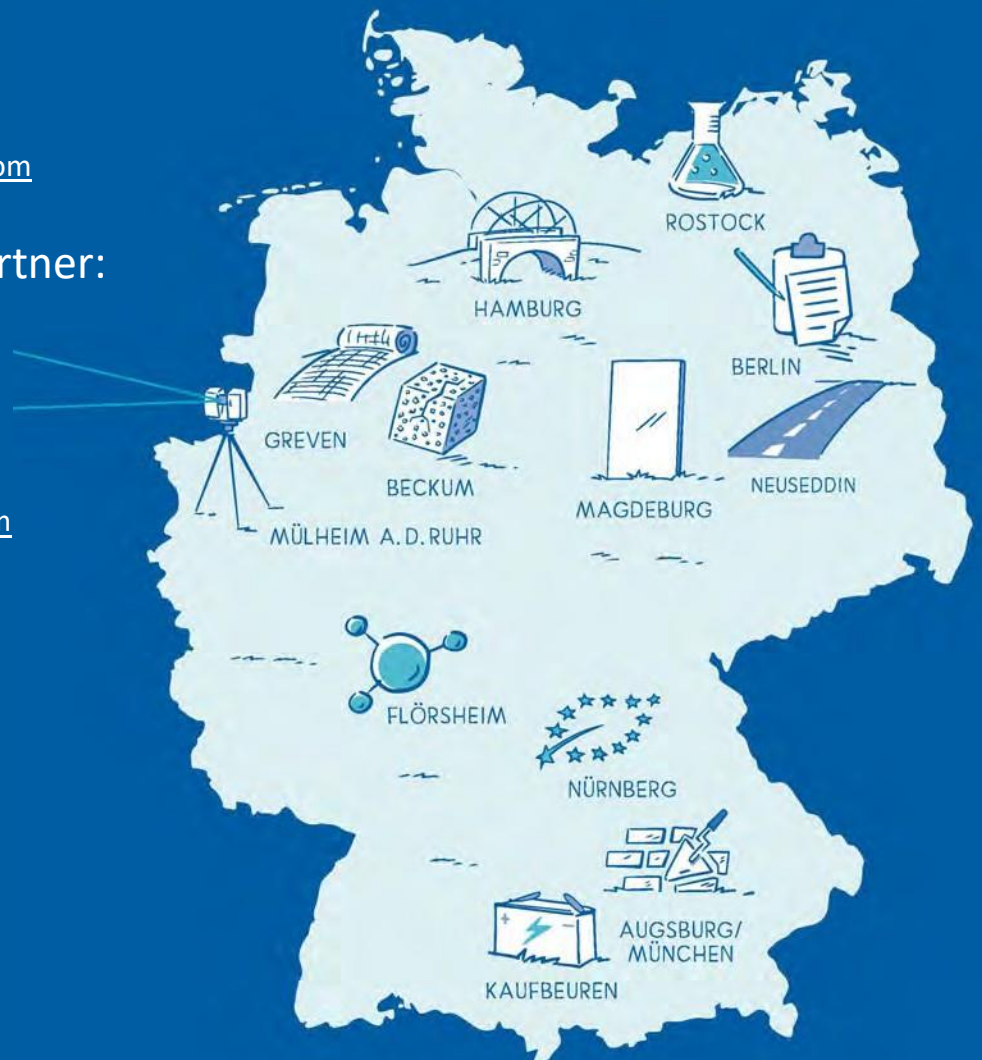 om
rtner:
m
ROSTOCK
HAMBURG
BERLIN
GREVEN
BECKUM
MAGDEBURG
NEUSEDDIN
MÜLHEIM A.D.RUHR
FLÖRSHEIM
NÜRNBERG
AUGSBURG/
MÜNCHEN
KAUFBEUREN